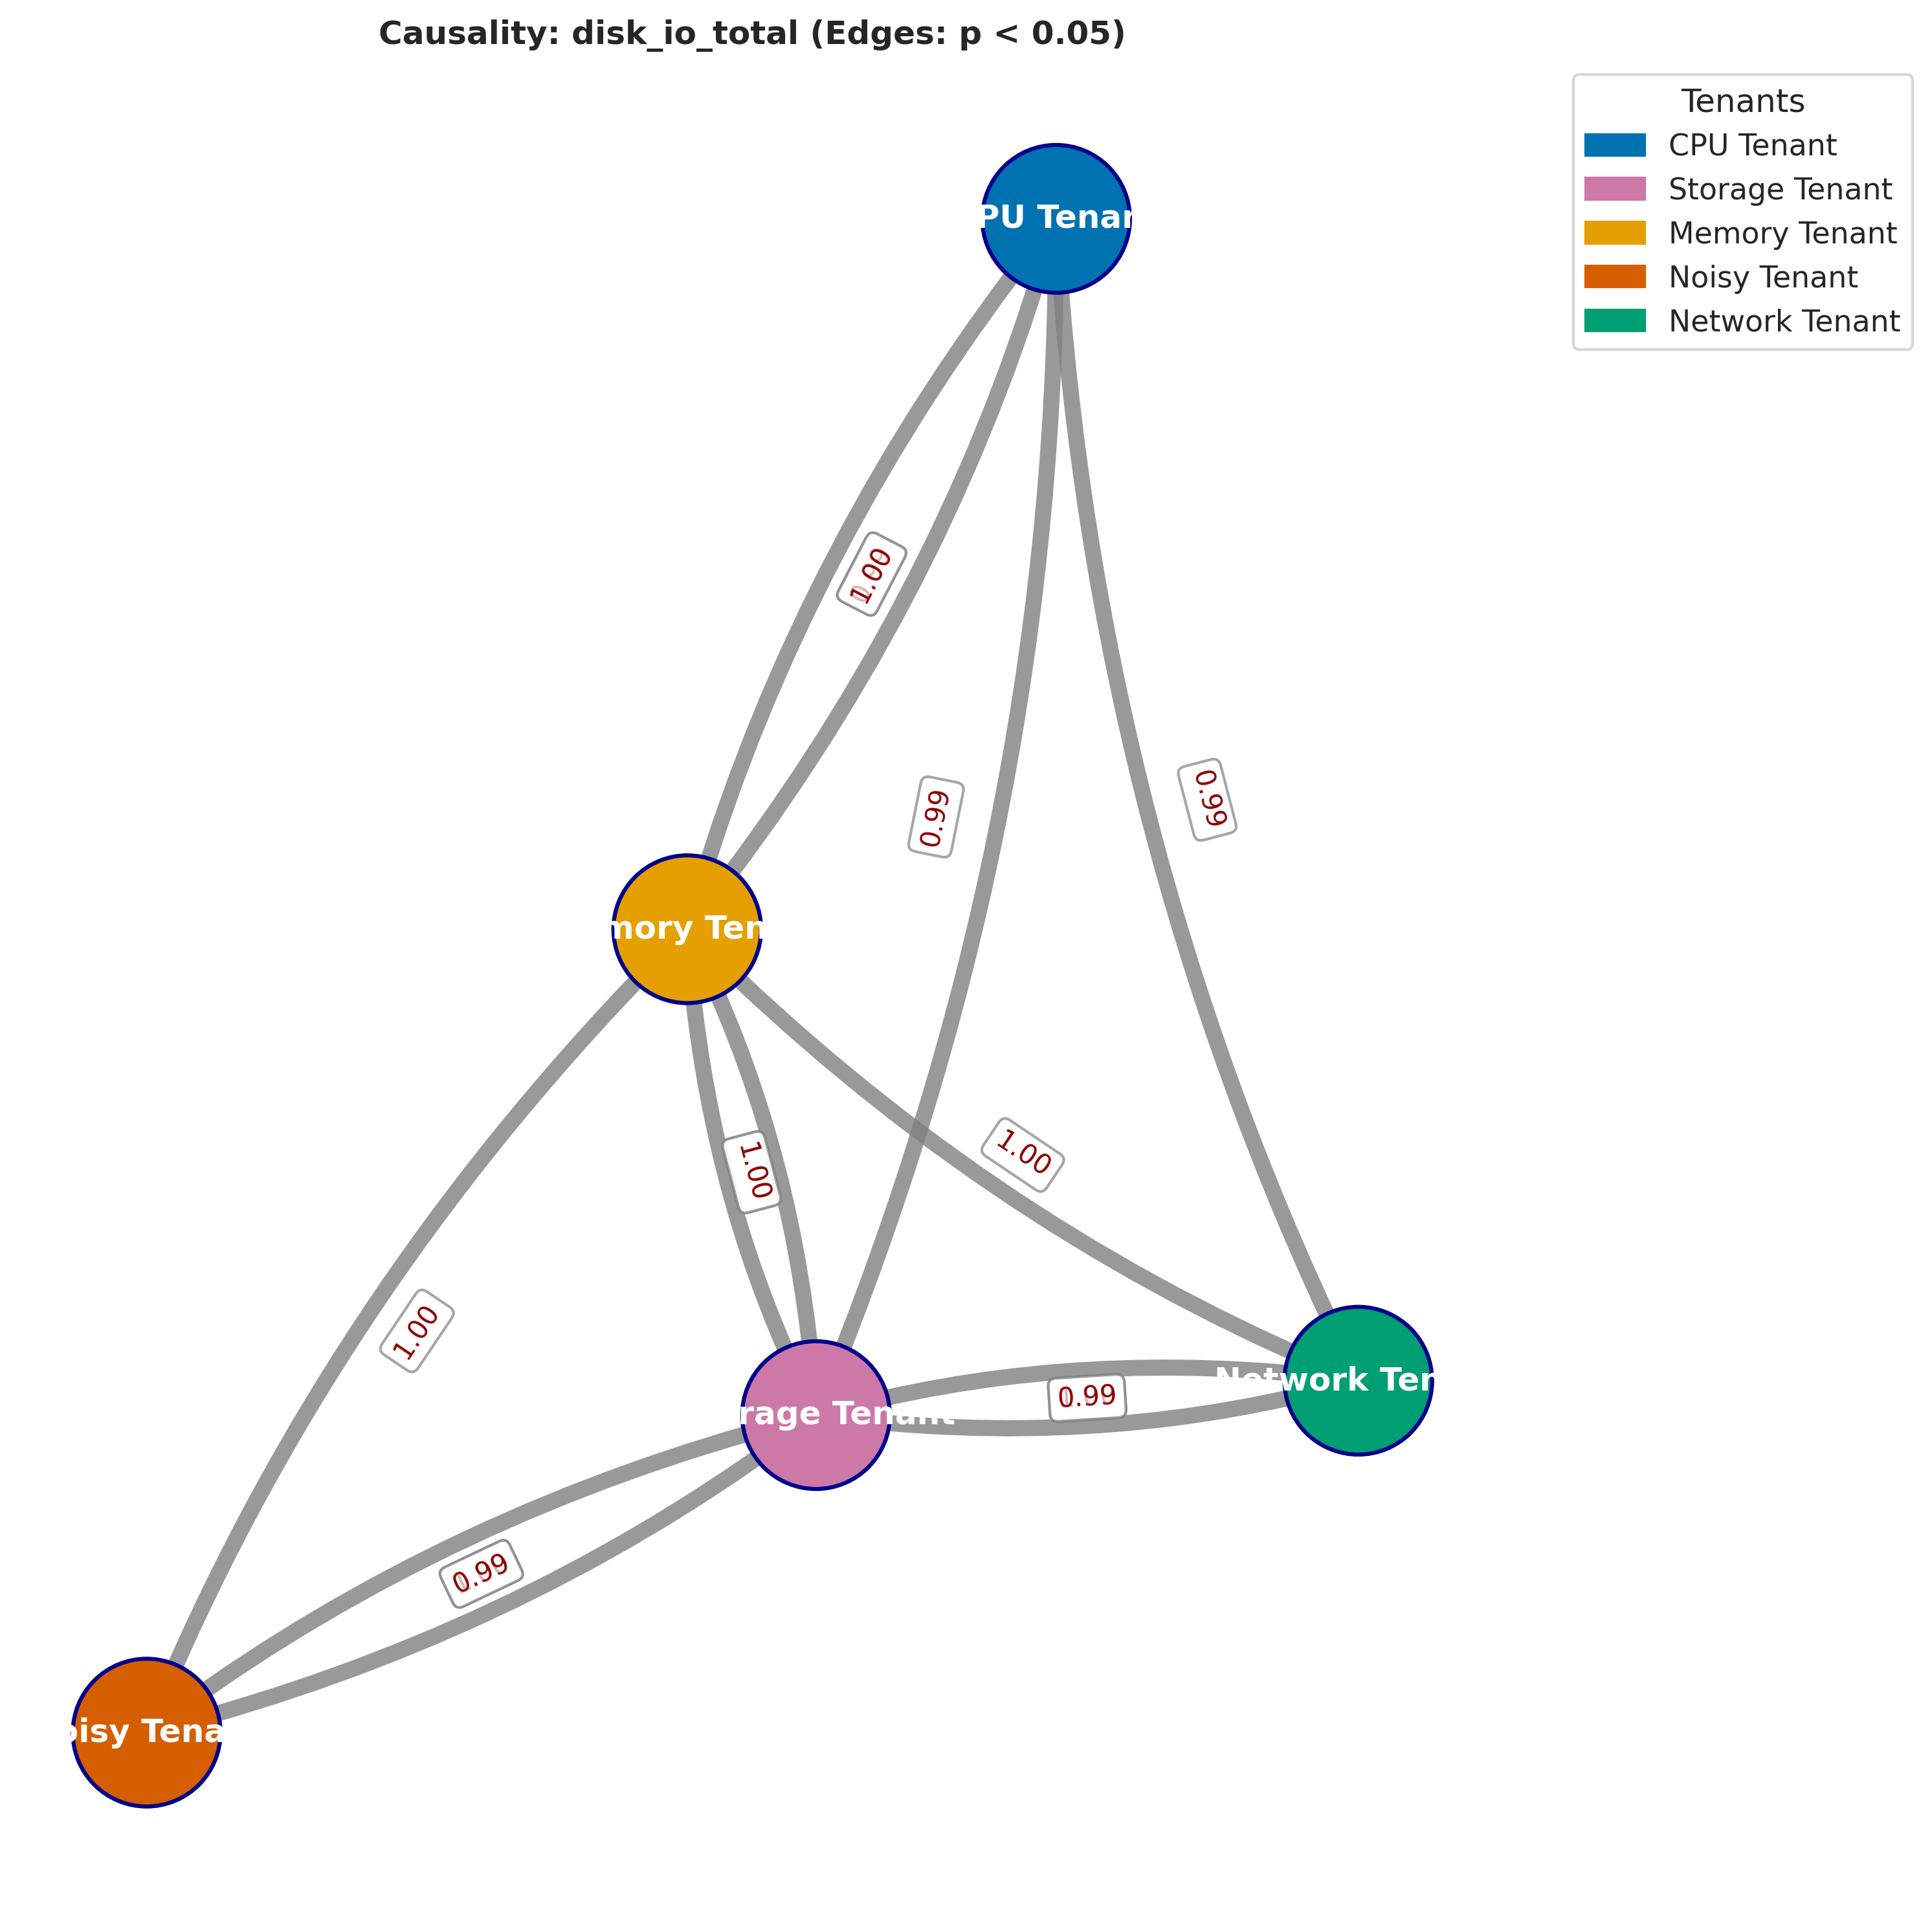 Causality: disk_io_total (Edges: p < 0.05)
Tenants
CPU Tenant
Storage Tenant
Memory Tenant
Noisy Tenant
Network Tenant
PU Tenan
1.00
0.99
0.99
mory Ten
1.00
1.00
1.00
0.99
Network Ten
rage Tenant
0.99
oisy Tena